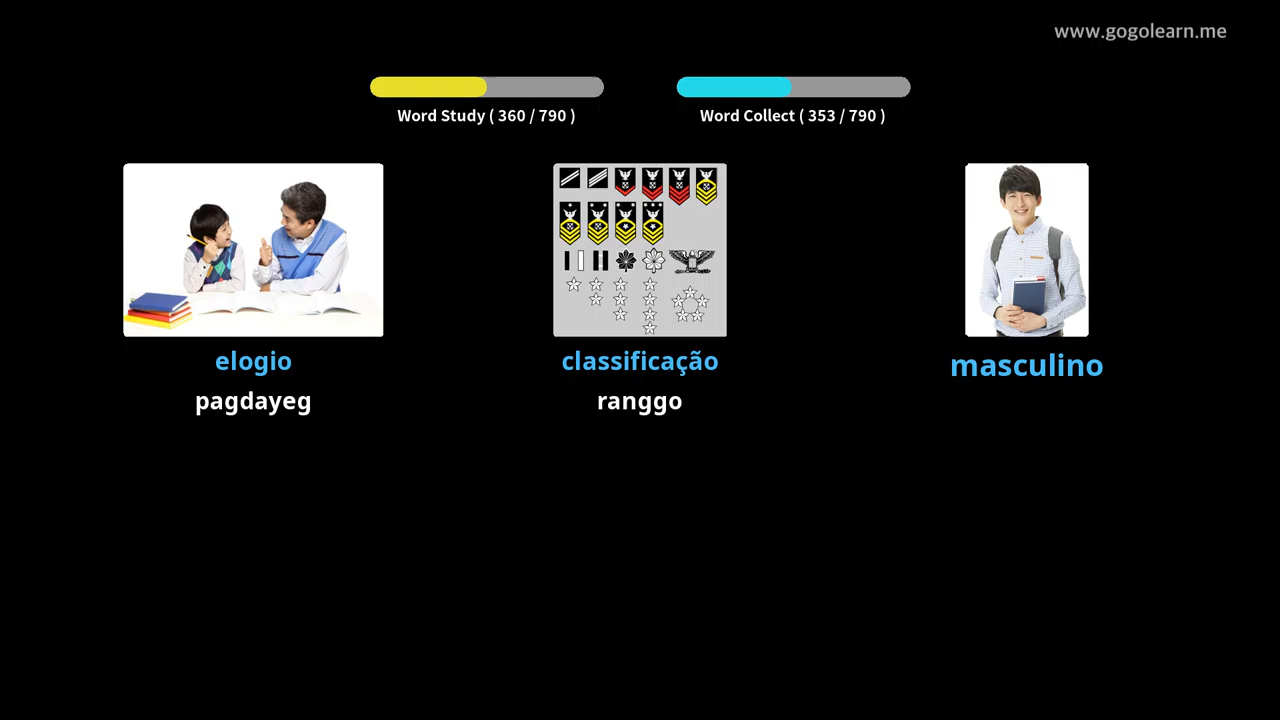 www.gogolearn.me
Word Study ( 360 / 790 )
Word Collect ( 353 / 790 )
elogio
pagdayeg
classificação
ranggo
masculino